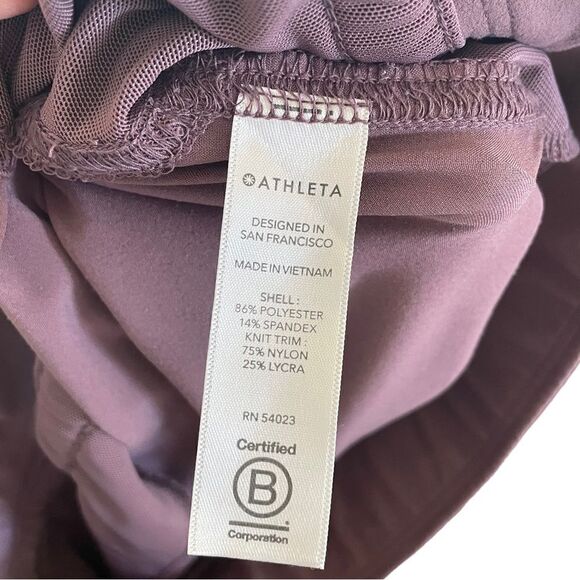 ATHLETA
DESIGNED IN
SAN FRANCISCO
MADE IN VIETNAM
SHELL :
86% POLYESTER
14% SPANDEX
KNIT TRIM :
75% NYLON
25% LYCRA
RN 54023
Certified
B
Corporation